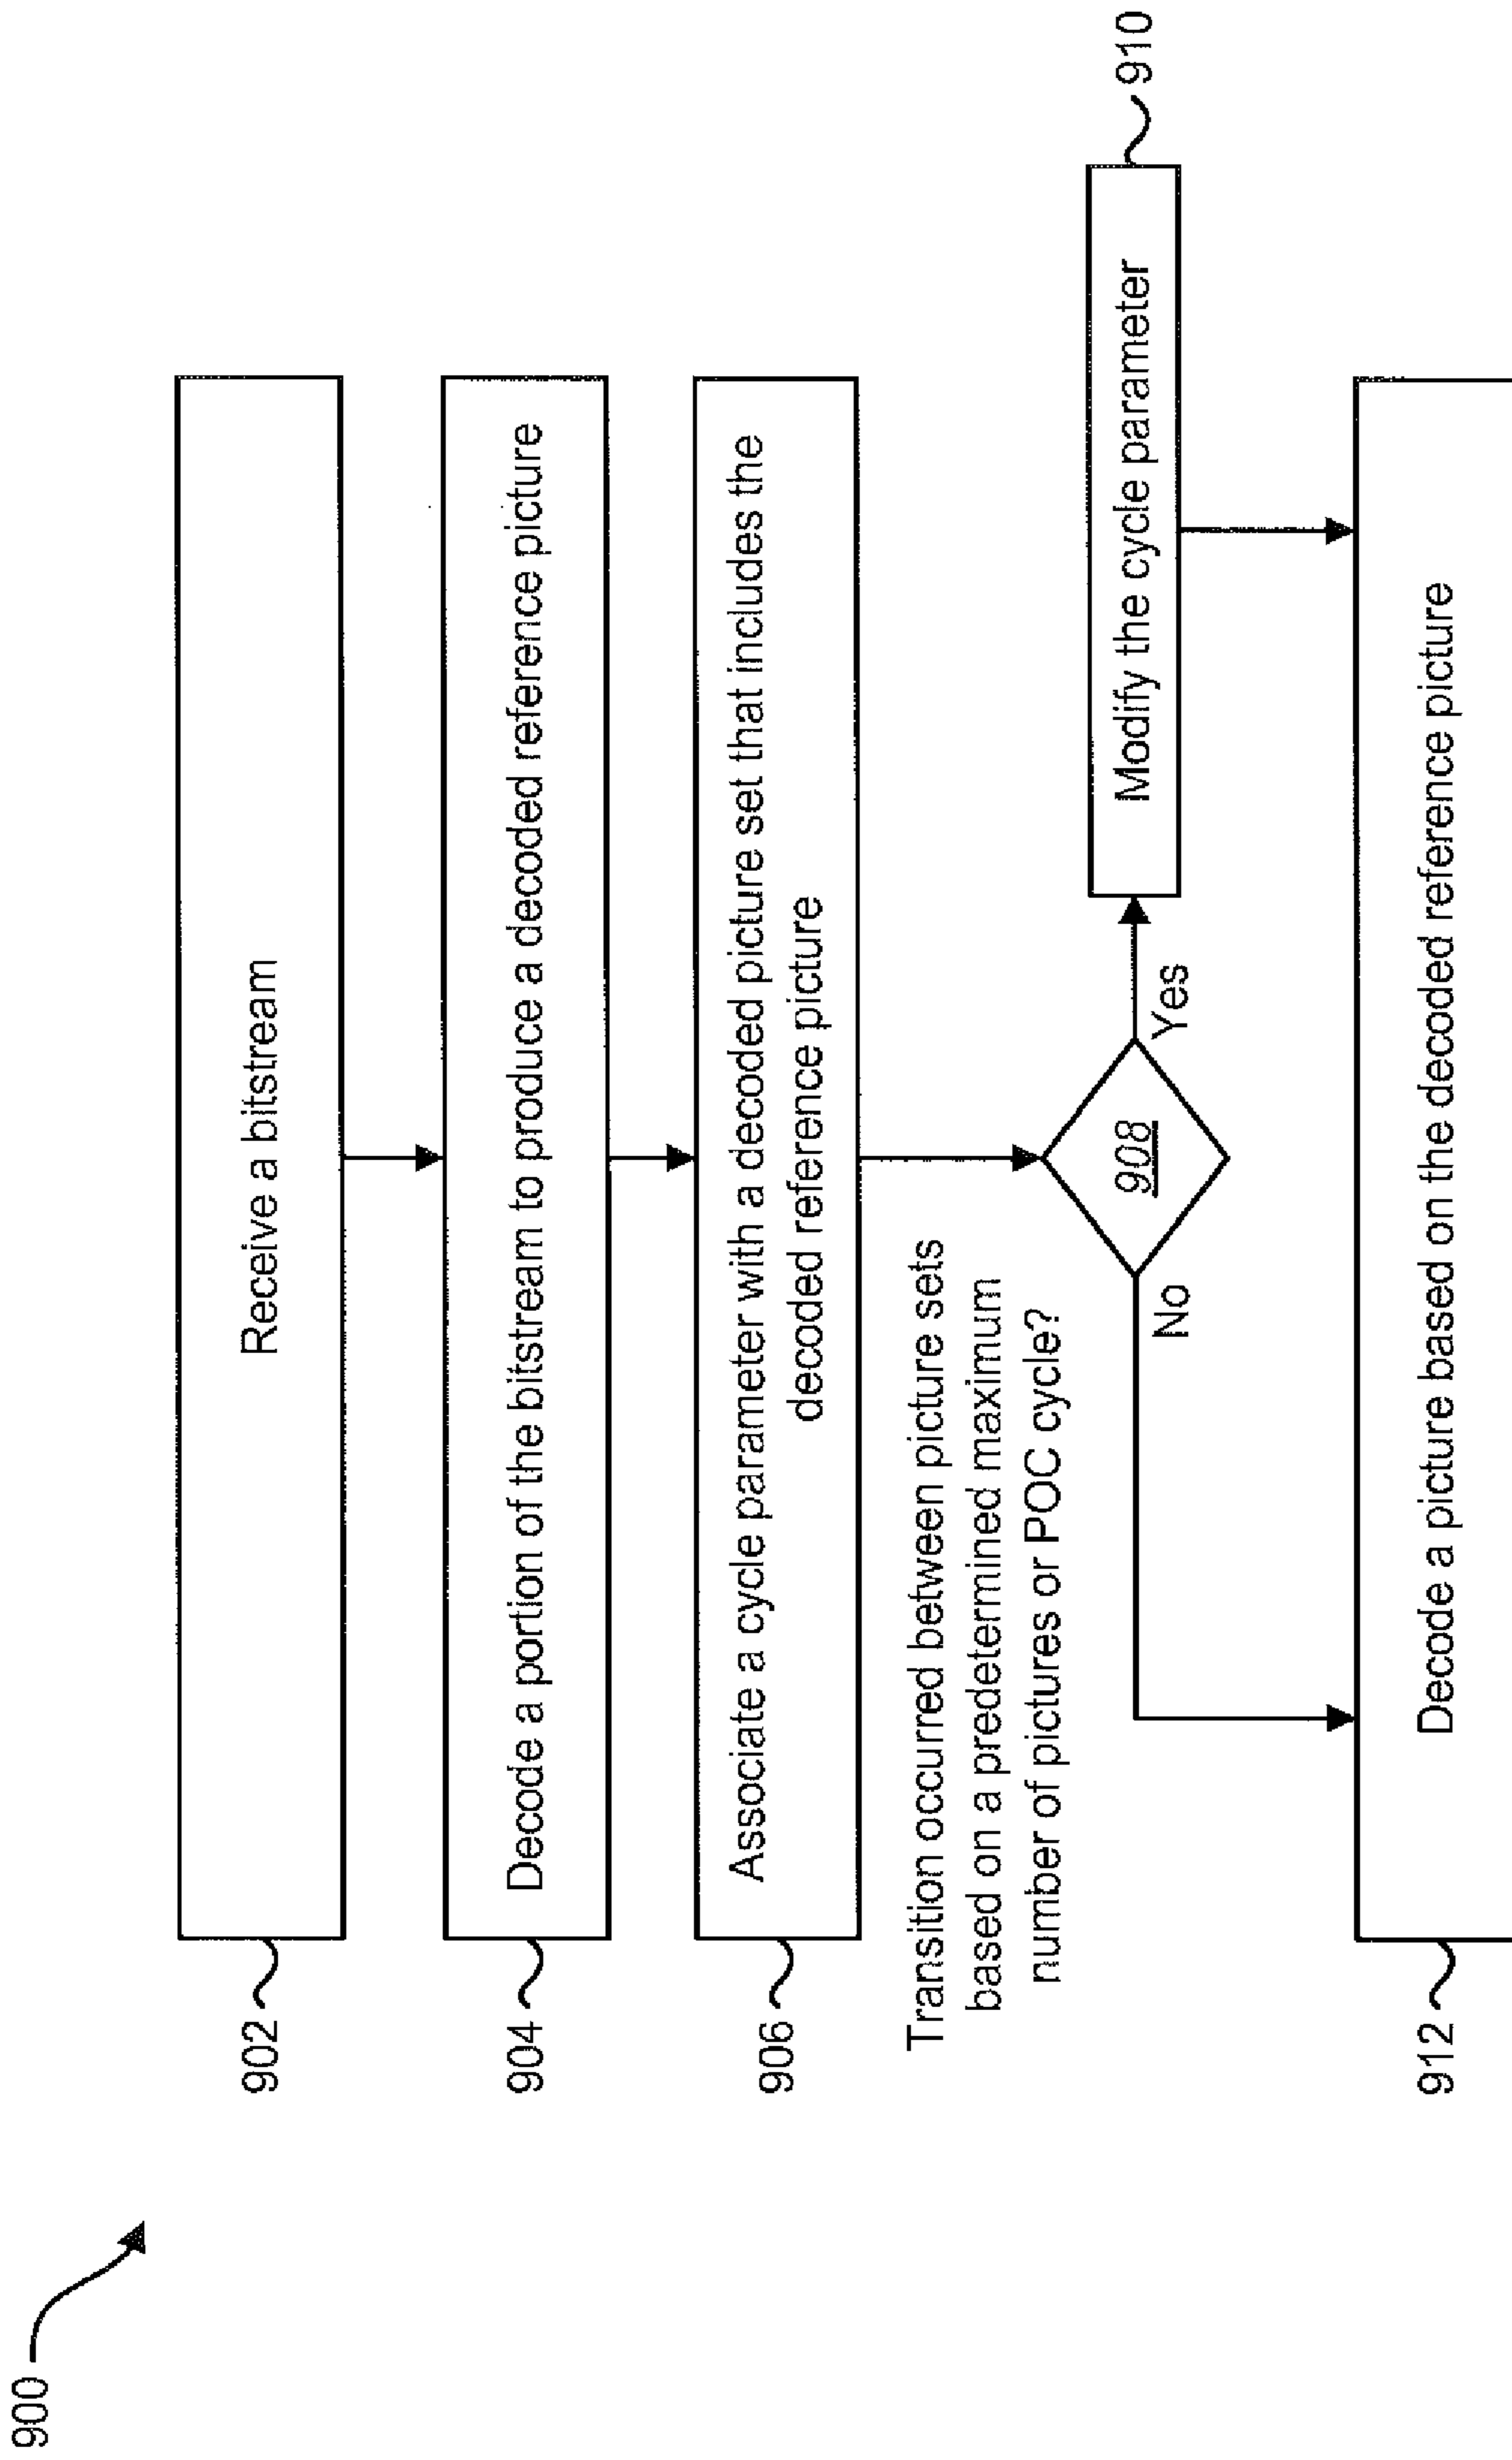 900
902
Receive a bitstream
904
Decode a portion of the bitstream to produce a decoded reference picture
906
Associate a cycle parameter with a decoded picture set that includes the
decoded reference picture
Transition occurred between picture sets
based on a predetermined maximum
number of pictures or POC cycle?
908
No
Yes
Modify the cycle parameter
910
912
Decode a picture based on the decoded reference picture